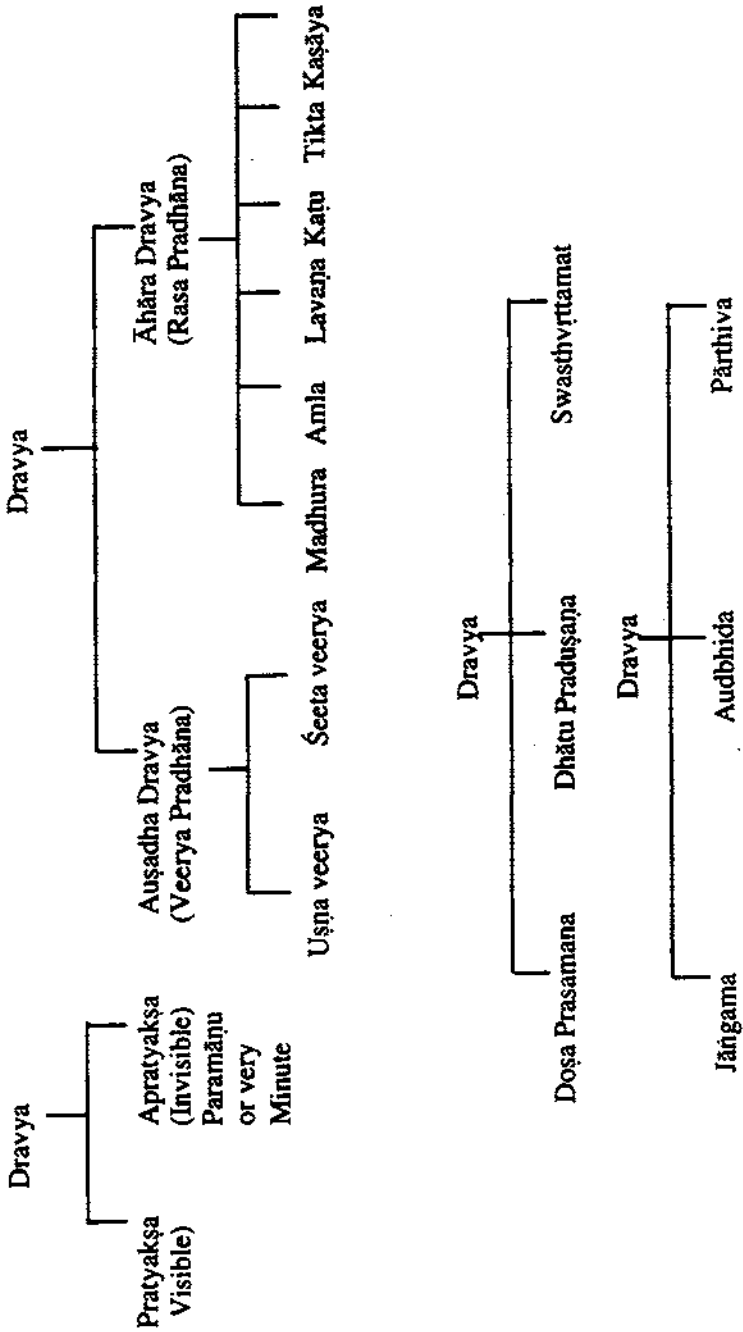 Dravya
Pratyakṣa
Visible)
Apratyakṣa
(Invisible)
Paramāṇu
or very
Minute
Dravya
Auṣadha Dravya
(Veerya Pradhāna)
Uṣṇa veerya
Śeeta veerya
Āhāra Dravya
(Rasa Pradhāna)
Madhura Amla Lavaṇa Kaṭu Tikta Kaṣāya
Dravya
Doṣa Prasamana
Dhātu Praduṣaṇa
Swasthvṛttamat
Dravya
Jāṅgama
Audbhida
Pārthiva